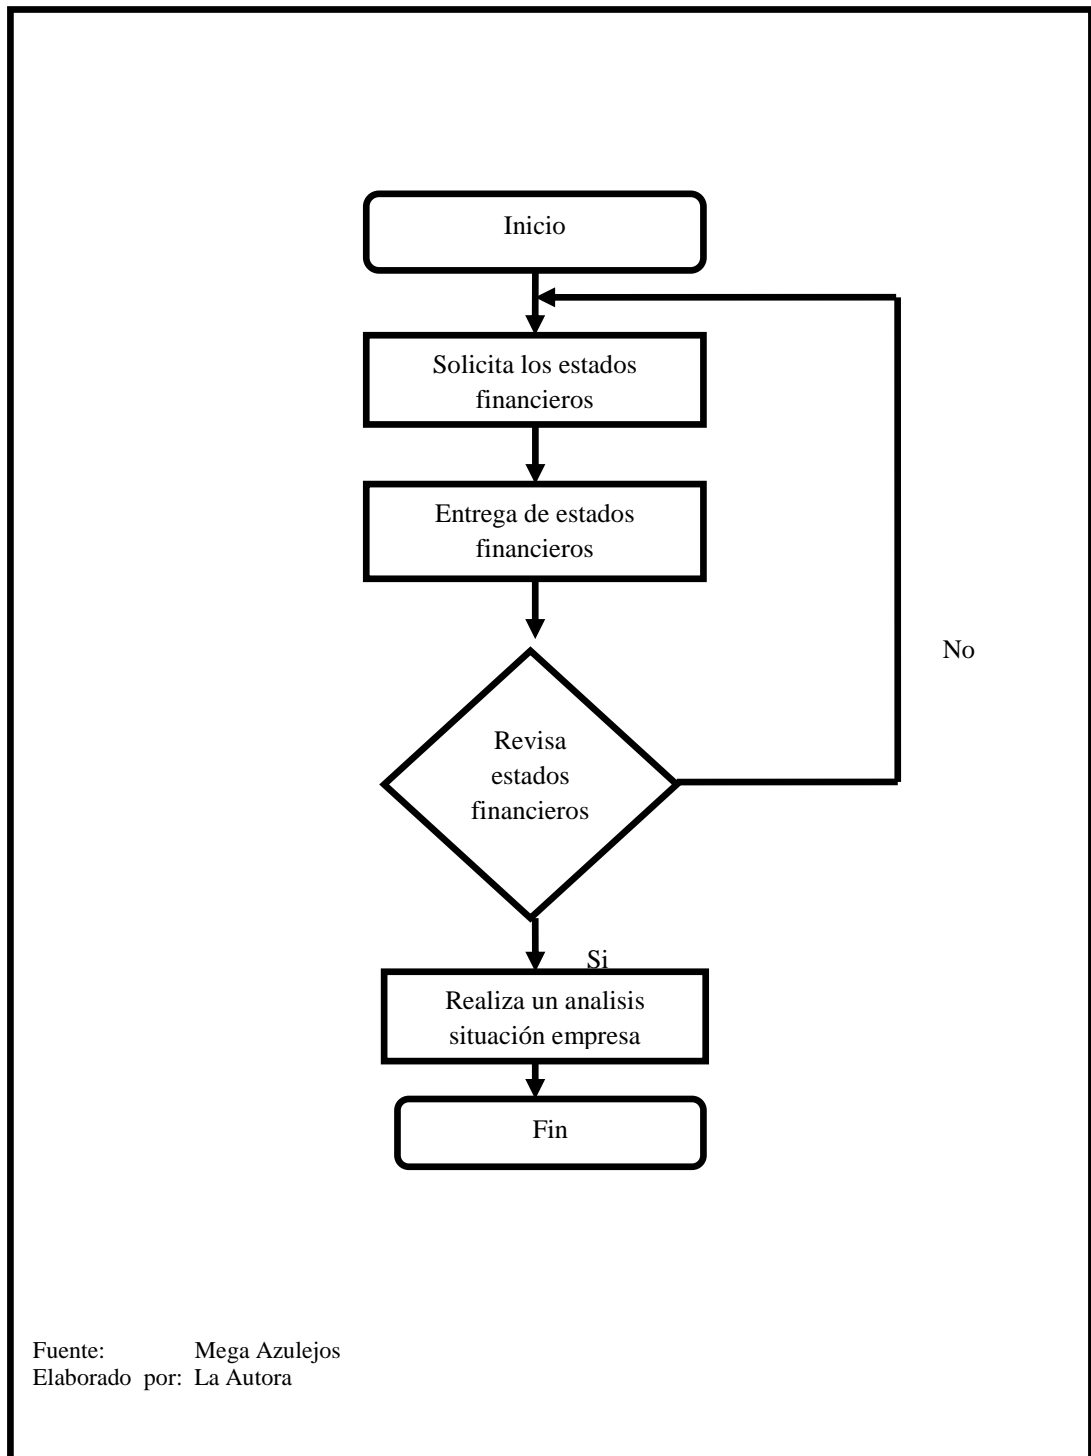 Inicio
Solicita los estados
financieros
Entrega de estados
financieros
No
Revisa
estados
financieros
Si
Realiza un analisis
situación empresa
Fin
Fuente: Mega Azulejos
Elaborado por: La Autora